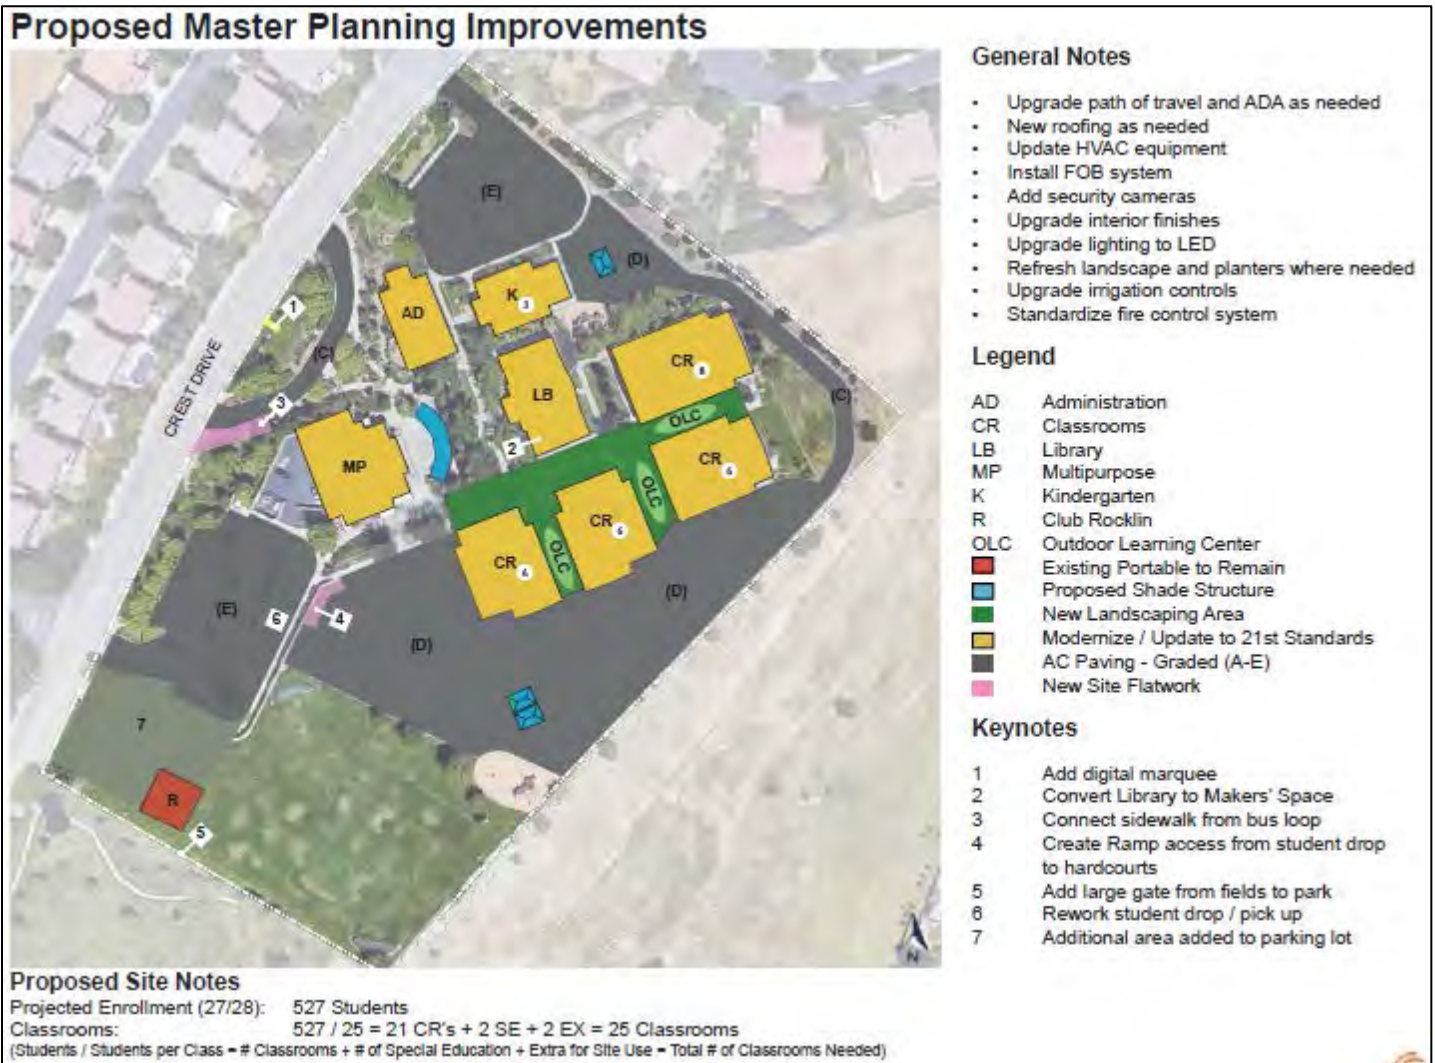 Proposed Master Planning Improvements
General Notes
• Upgrade path of travel and ADA as needed
• New roofing as needed
• Update HVAC equipment
• Install FOB system
• Add security cameras
• Upgrade interior finishes
• Upgrade lighting to LED
• Refresh landscape and planters where needed
• Upgrade irrigation controls
• Standardize fire control system
Legend
AD Administration
CR Classrooms
LB Library
MP Multipurpose
K Kindergarten
R Club Rocklin
OLC Outdoor Learning Center
Existing Portable to Remain
Proposed Shade Structure
New Landscaping Area
Modernize / Update to 21st Standards
AC Paving - Graded (A-E)
New Site Flatwork
Keynotes
1 Add digital marquee
2 Convert Library to Makers' Space
3 Connect sidewalk from bus loop
4 Create Ramp access from student drop
to hardcourts
5 Add large gate from fields to park
6 Rework student drop / pick up
7 Additional area added to parking lot
(E)
(D)
K 3
1
AD
CREST DRIVE
(C)
CR 8
LB
(C)
3
OLC
2
MP
CR 6
OLC
CR 6
CR 6
OLC
(D)
(E)
6
4
(D)
7
R
5
N
Proposed Site Notes
Projected Enrollment (27/28): 527 Students
Classrooms: 527 / 25 = 21 CR's + 2 SE + 2 EX = 25 Classrooms
(Students / Students per Class = # Classrooms + # of Special Education + Extra for Site Use = Total # of Classrooms Needed)